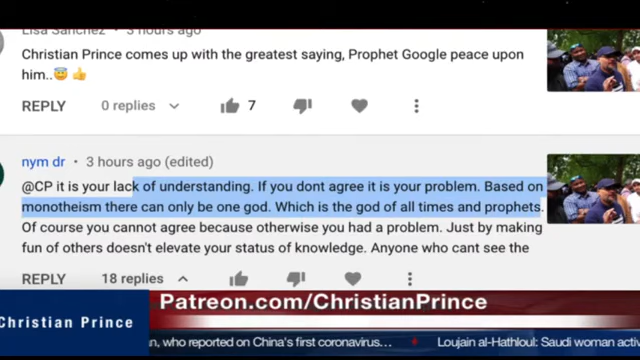 Lisa Sanchez • 3 hours ago
Christian Prince comes up with the greatest saying, Prophet Google peace upon
him..😇 👍
REPLY 0 replies 7
nym dr • 3 hours ago (edited)
@CP it is your lack of understanding. If you dont agree it is your problem. Based on
monotheism there can only be one god. Which is the god of all times and prophets.
Of course you cannot agree because otherwise you had a problem. Just by making
fun of others doesn't elevate your status of knowledge. Anyone who cant see the
REPLY 18 replies
Patreon.com/ChristianPrince
Christian Prince
an, who reported on China's first coronavirus... Loujain al-Hathloul: Saudi woman activ